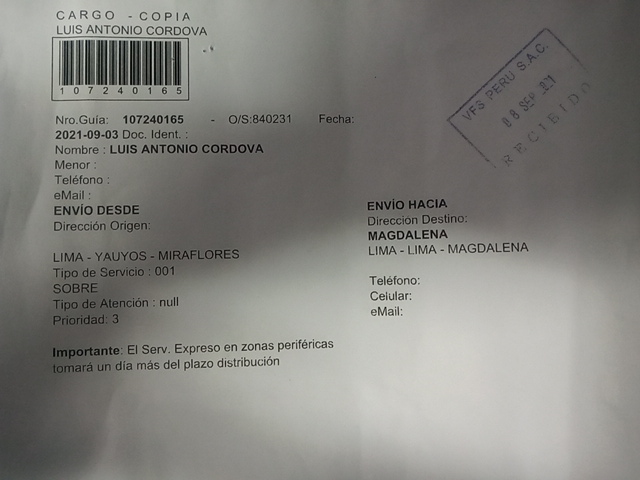 CARGO - COPIA
LUIS ANTONIO CORDOVA
107240165
Nro.Guía: 107240165 - O/S:840231 Fecha:
2021-09-03 Doc. Ident. :
Nombre : LUIS ANTONIO CORDOVA
Menor :
Teléfono :
eMail :
ENVÍO DESDE
Dirección Origen:
LIMA - YAUYOS - MIRAFLORES
Tipo de Servicio : 001
SOBRE
Tipo de Atención : null
Prioridad: 3
Importante: El Serv. Expreso en zonas periféricas
tomará un día más del plazo distribución
ENVÍO HACIA
Direccion Destino:
MAGDALENA
LIMA - LIMA - MAGDALENA
Teléfono:
Celular:
eMail:
VFS PERU S.A.C.
08 SEP 2021
RECIBIDO